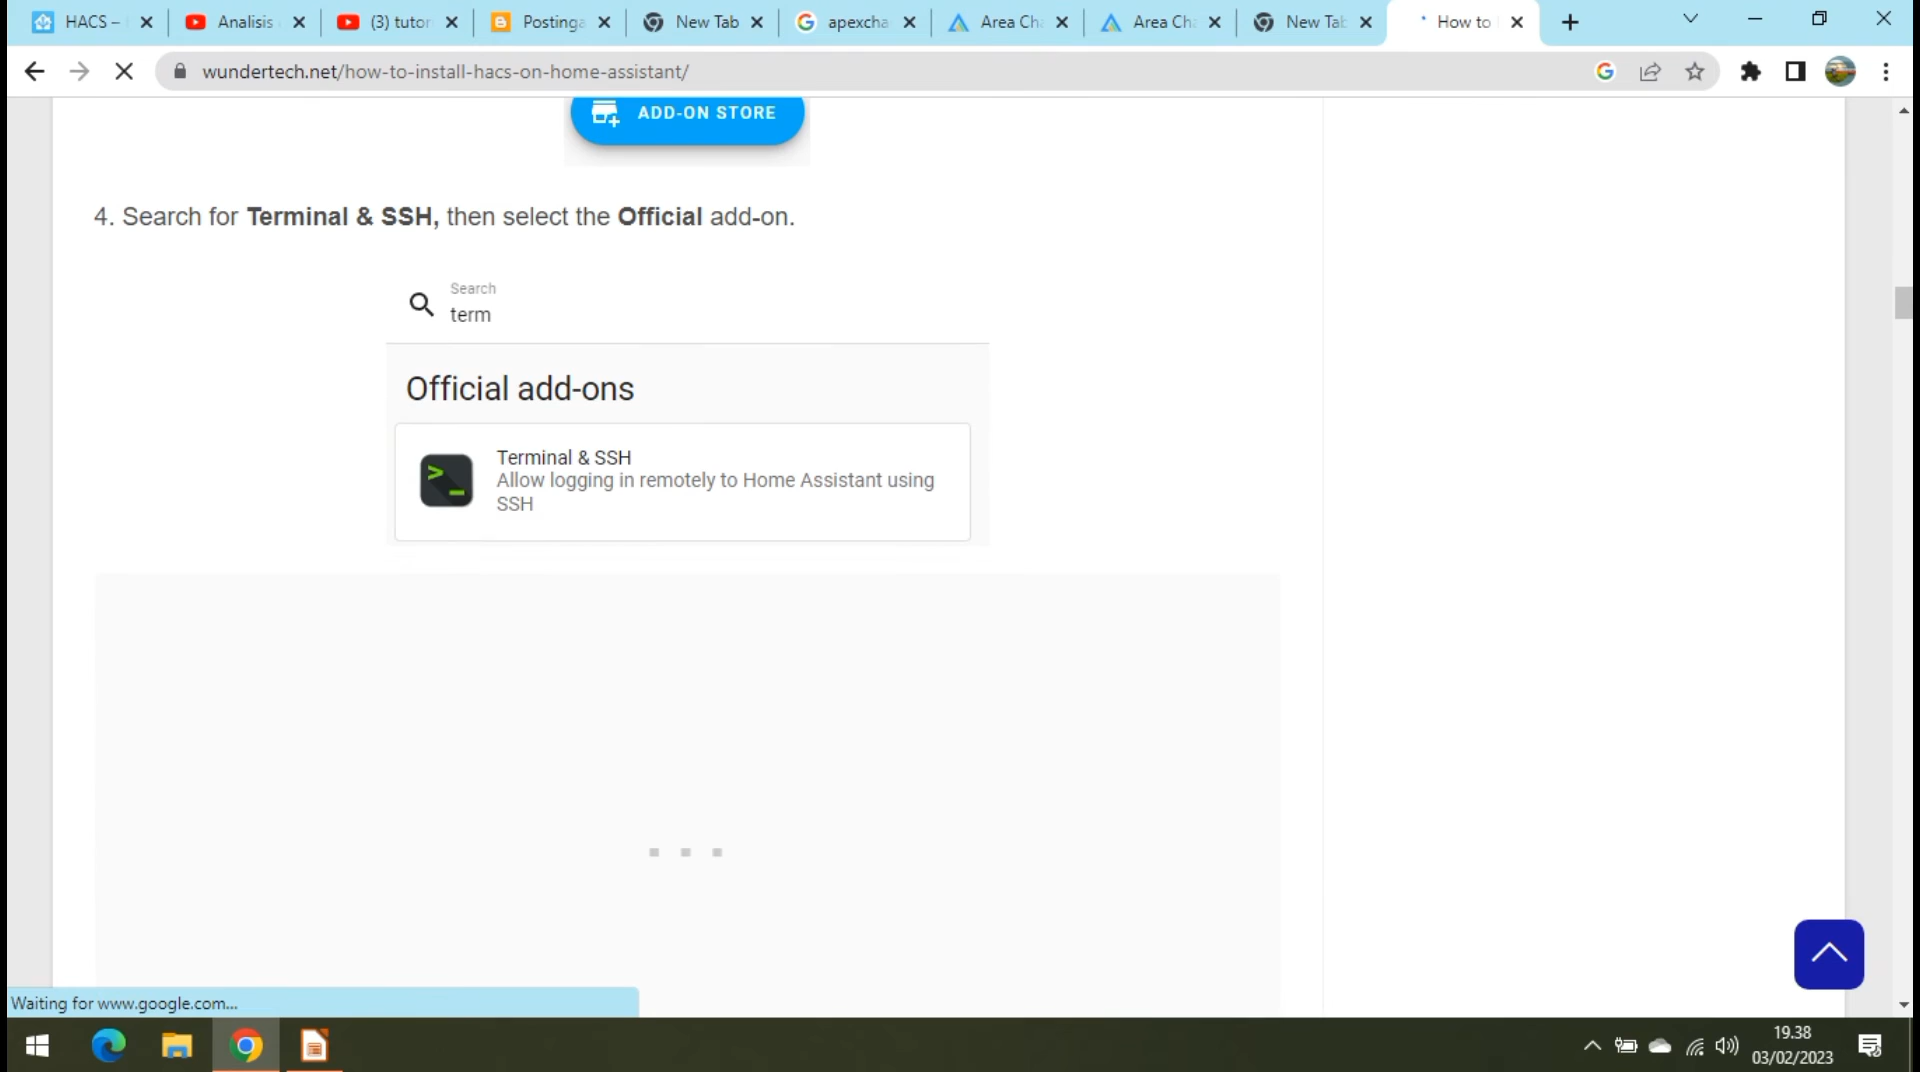 HACS –
Analisis
(3) tutor
Postinga
New Tab
apexcha
Area Cha
Area Cha
New Tab
How to
wundertech.net/how-to-install-hacs-on-home-assistant/
ADD-ON STORE
4. Search for Terminal & SSH, then select the Official add-on.
Search
term
Official add-ons
Terminal & SSH
Allow logging in remotely to Home Assistant using
SSH
Waiting for www.google.com...
19.38
03/02/2023